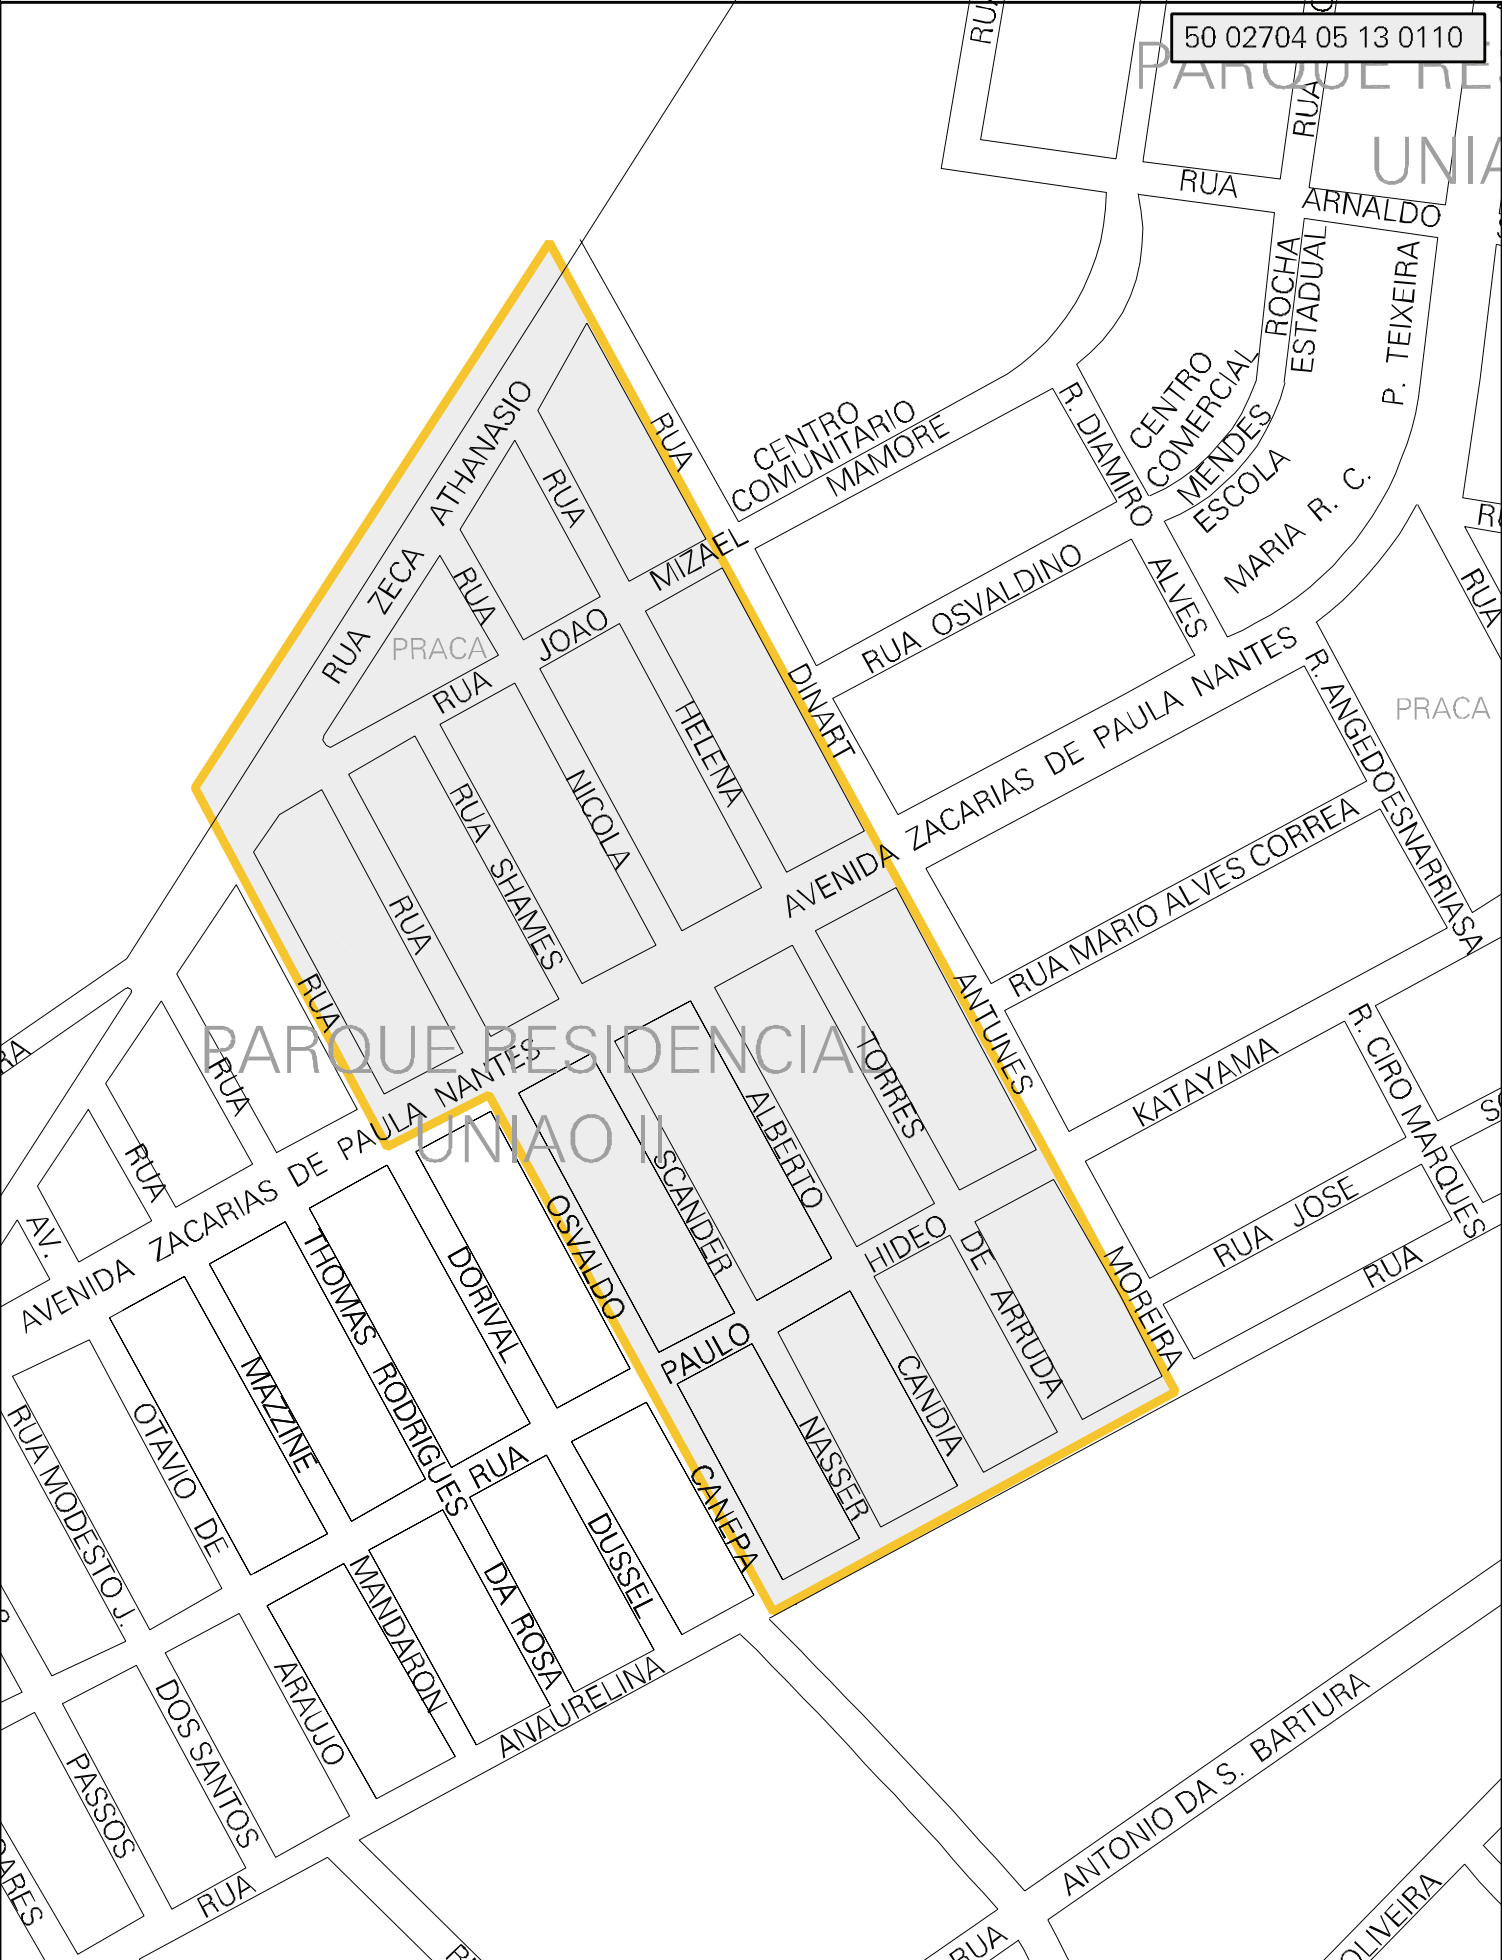 50 02704 05 13 0110
PARQUE RES
UNIA
RUA
ARNALDO
RUA
ROCHA
ESTADUAL
P. TEIXEIRA
CENTRO
COMERCIAL
MENDES
ESCOLA
MARIA R. C.
CENTRO
COMUNITARIO
MAMORE
R. DIAMIRO
ALVES
RUA ZECA ATHANASIO
RUA
RUA
RUA
MIZAEL
JOAO
RUA
PRACA
RUA OSVALDINO
RUA
DINART
HELENA
NICOLA
RUA SHAMES
RUA
RUA
AVENIDA ZACARIAS DE PAULA NANTES
R. ANGEDOESNARRIASA
PRACA
RUA MARIO ALVES CORREA
ANTUNES
KATAYAMA
R. CIRO MARQUES
RUA JOSE
RUA
MOREIRA
PARQUE RESIDENCIAL
UNIAO II
TORRES
ALBERTO
SCANDER
OSVALDO
HIDEO
DE ARRUDA
PAULO
CANDIA
NASSER
CANEPA
RUA
RUA
AV.
AVENIDA ZACARIAS DE PAULA NANTES
THOMAS RODRIGUES
DORIVAL
MAZZINE
OTAVIO DE
RUA MODESTO J.
RUA
DUSSEL
DA ROSA
MANDARON
ARAUJO
DOS SANTOS
PASSOS
ANAURELINA
RUA
ANTONIO DA S. BARTURA
RUA
OLIVEIRA